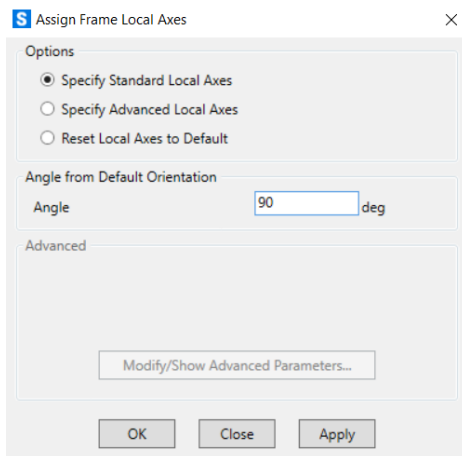 S Assign Frame Local Axes
Options
Specify Standard Local Axes
Specify Advanced Local Axes
Reset Local Axes to Default
Angle from Default Orientation
Angle 90 deg
Advanced
Modify/Show Advanced Parameters...
OK Close Apply